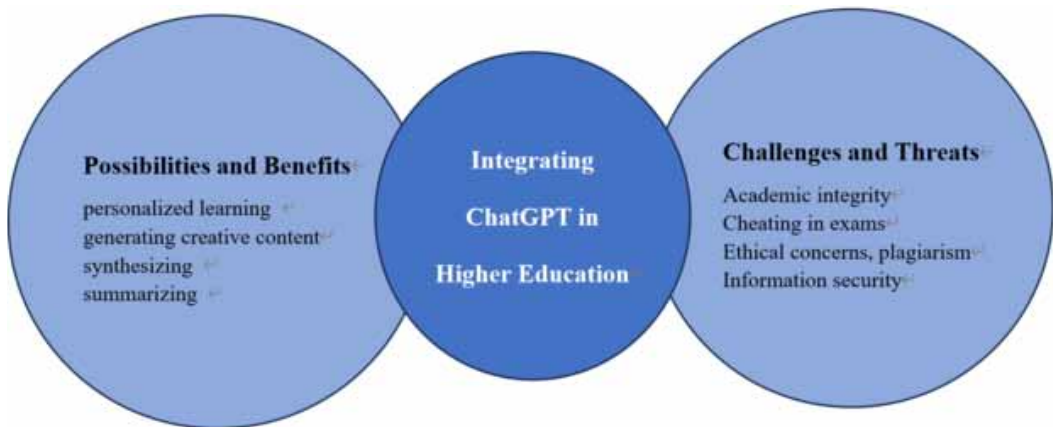 Possibilities and Benefits
personalized learning
generating creative content
synthesizing
summarizing
Integrating
ChatGPT in
Higher Education
Challenges and Threats
Academic integrity
Cheating in exams
Ethical concerns, plagiarism
Information security